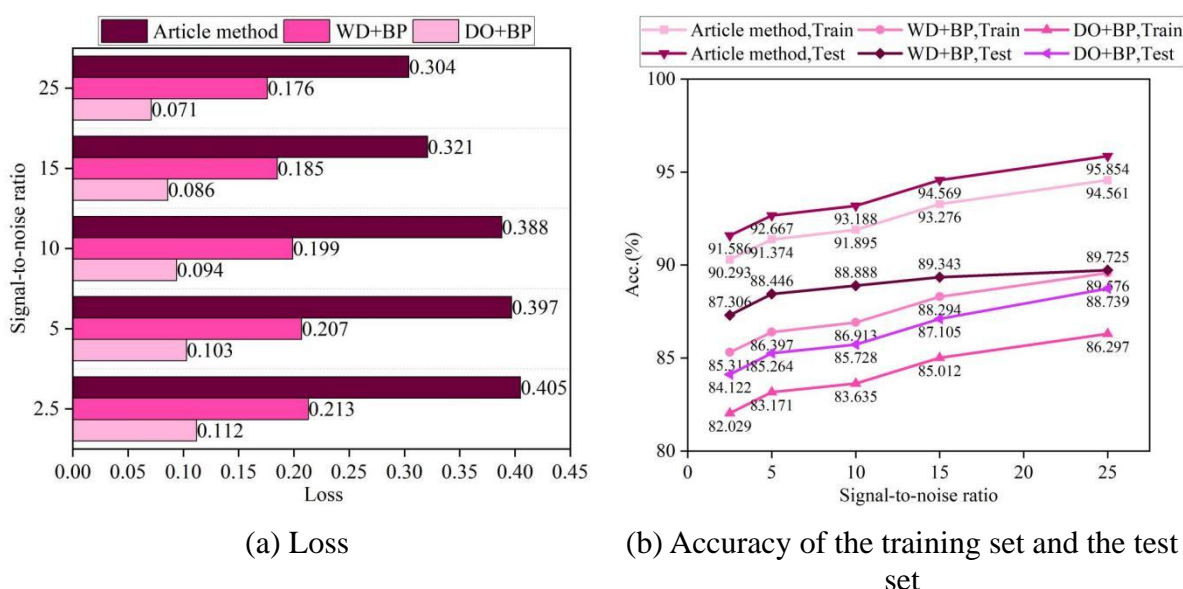 Article method WD+BP DO+BP
0.304
25
0.176
0.071
0.321
15
0.185
0.086
0.388
10
0.199
0.094
0.397
5
0.207
0.103
0.405
2.5
0.213
0.112
Signal-to-noise ratio
0.00 0.05 0.10 0.15 0.20 0.25 0.30 0.35 0.40 0.45
Loss
(a) Loss
Article method,Train WD+BP,Train DO+BP,Train
Article method,Test WD+BP,Test DO+BP,Test
100
95
90
85
80
Acc.(%)
91.586 92.667 93.188 94.569 95.854
90.293 91.374 91.895 93.276 94.561
87.306 88.446 88.888 89.343 89.725
85.311 86.397 86.913 88.294 89.576
84.122 85.264 85.728 87.105 88.739
82.029 83.171 83.635 85.012 86.297
0 5 10 15 20 25
Signal-to-noise ratio
(b) Accuracy of the training set and the test
set